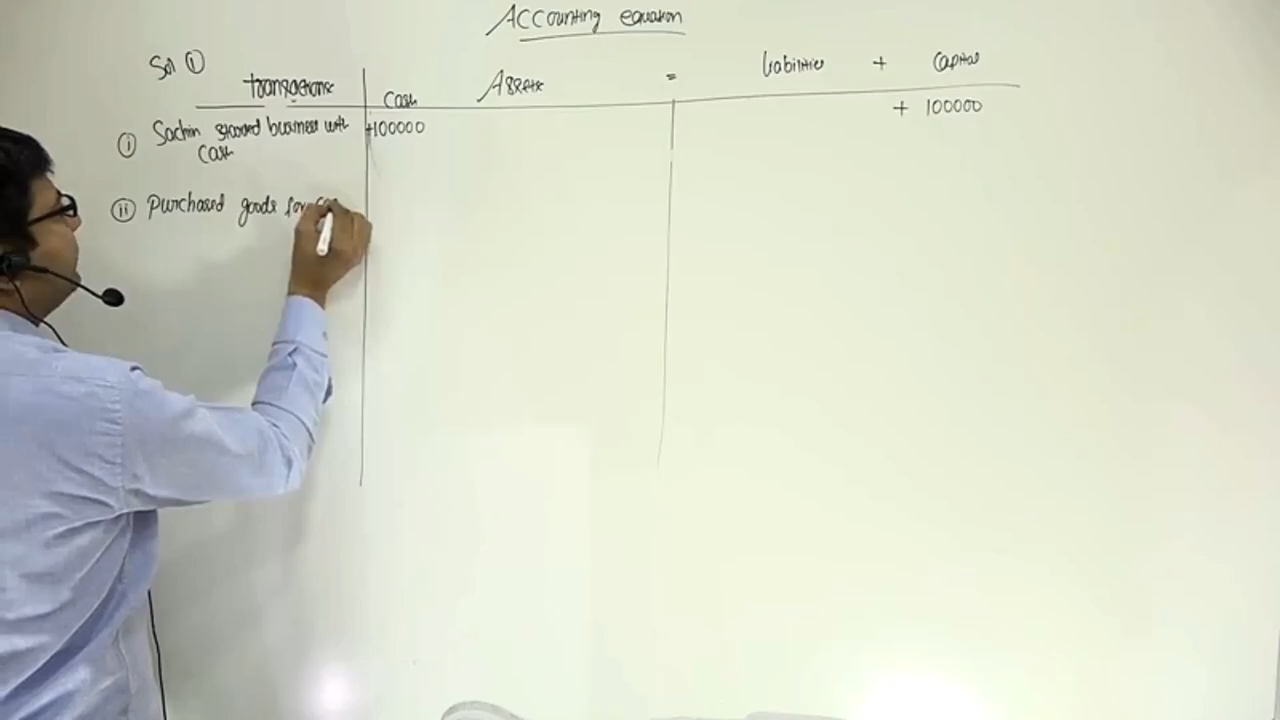 Accounting equation
Sol ①
transactions Assets = liabilities + Capital
Cash
ⓘ Sachin started business with +100000 + 100000
Cash
ⓘⓘ Purchased goods for